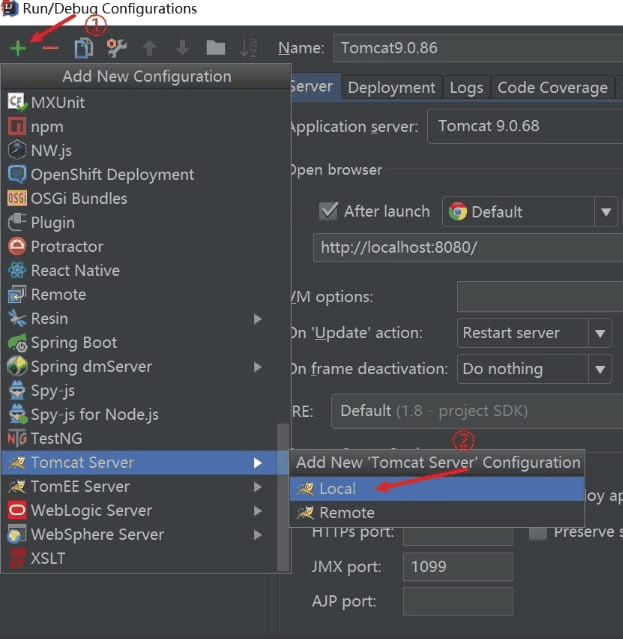 Run/Debug Configurations
①
Name: Tomcat9.0.86
Add New Configuration
MXUnit
npm
NW.js
OpenShift Deployment
OSGi Bundles
Plugin
Protractor
React Native
Remote
Resin
Spring Boot
Spring dmServer
Spy-js
Spy-js for Node.js
TestNG
Tomcat Server
TomEE Server
WebLogic Server
WebSphere Server
XSLT
Server Deployment Logs Code Coverage
Application server: Tomcat 9.0.68
Open browser
After launch Default
http://localhost:8080/
VM options:
On 'Update' action: Restart server
On frame deactivation: Do nothing
RE: Default (1.8 - project SDK)
②
Add New 'Tomcat Server' Configuration
Local
Remote
oy ap
HTTPs port: Preserve s
JMX port: 1099
AJP port: